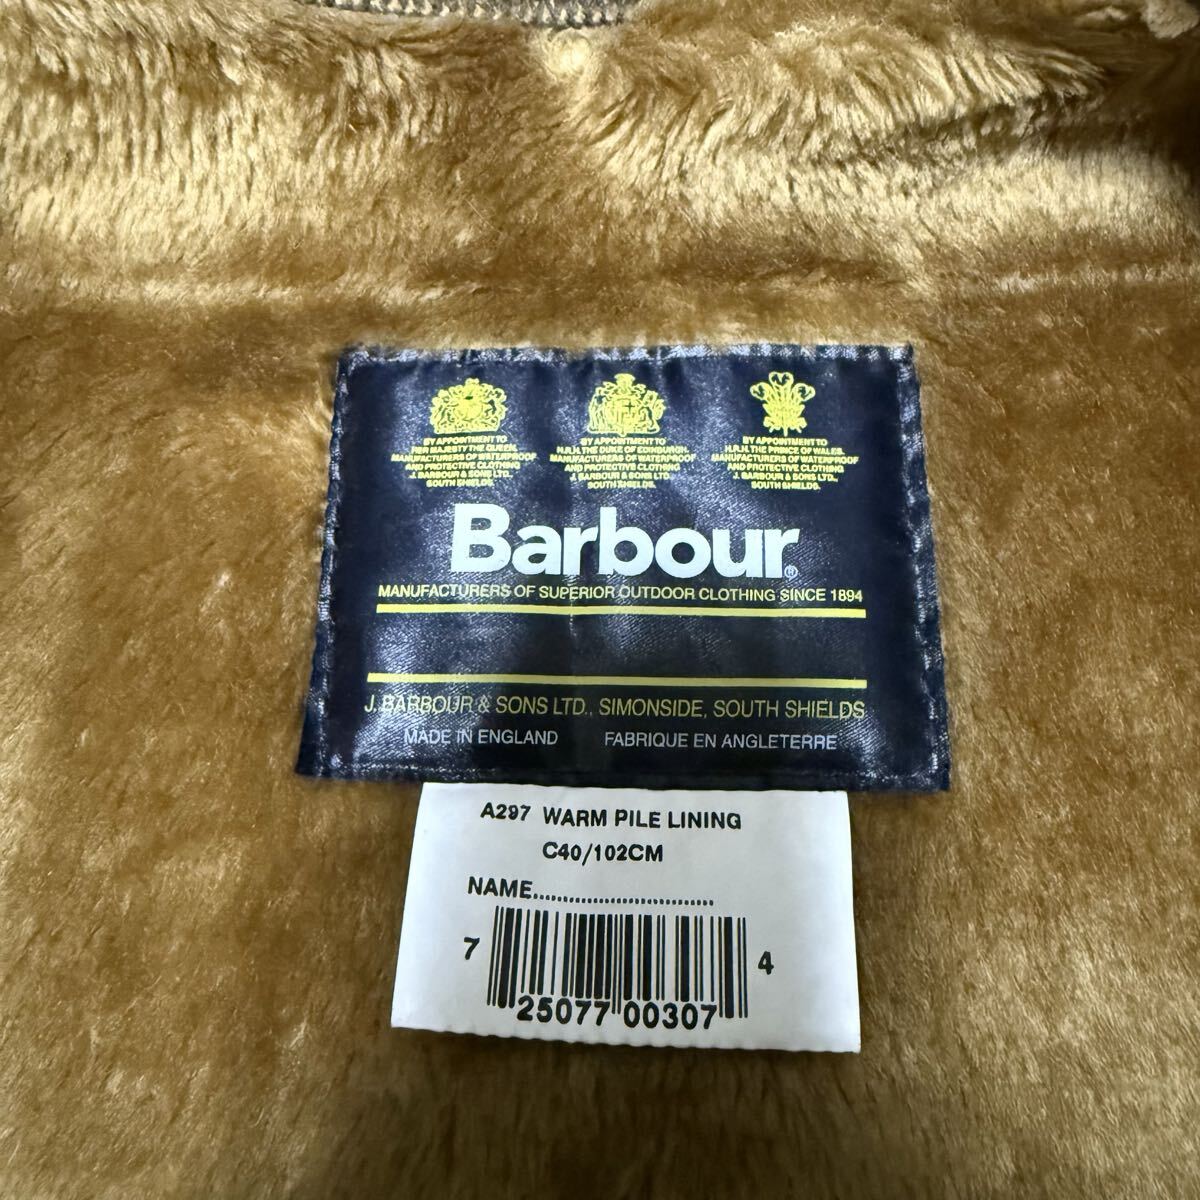 BY APPOINTMENT TO
HER MAJESTY THE QUEEN.
MANUFACTURERS OF WATERPROOF
AND PROTECTIVE CLOTHING
J. BARBOUR & SONS LTD.,
SOUTH SHIELDS.
BY APPOINTMENT TO
H.R.H. THE DUKE OF EDINBURGH.
MANUFACTURERS OF WATERPROOF
AND PROTECTIVE CLOTHING
J. BARBOUR & SONS LTD.,
SOUTH SHIELDS.
BY APPOINTMENT TO
H.R.H. THE PRINCE OF WALES.
MANUFACTURERS OF WATERPROOF
AND PROTECTIVE CLOTHING
J. BARBOUR & SONS LTD.,
SOUTH SHIELDS.
Barbour®
MANUFACTURERS OF SUPERIOR OUTDOOR CLOTHING SINCE 1894
J. BARBOUR & SONS LTD., SIMONSIDE, SOUTH SHIELDS
MADE IN ENGLAND FABRIQUE EN ANGLETERRE
A297 WARM PILE LINING
C40/102CM
NAME..............................
7 25077 00307 4